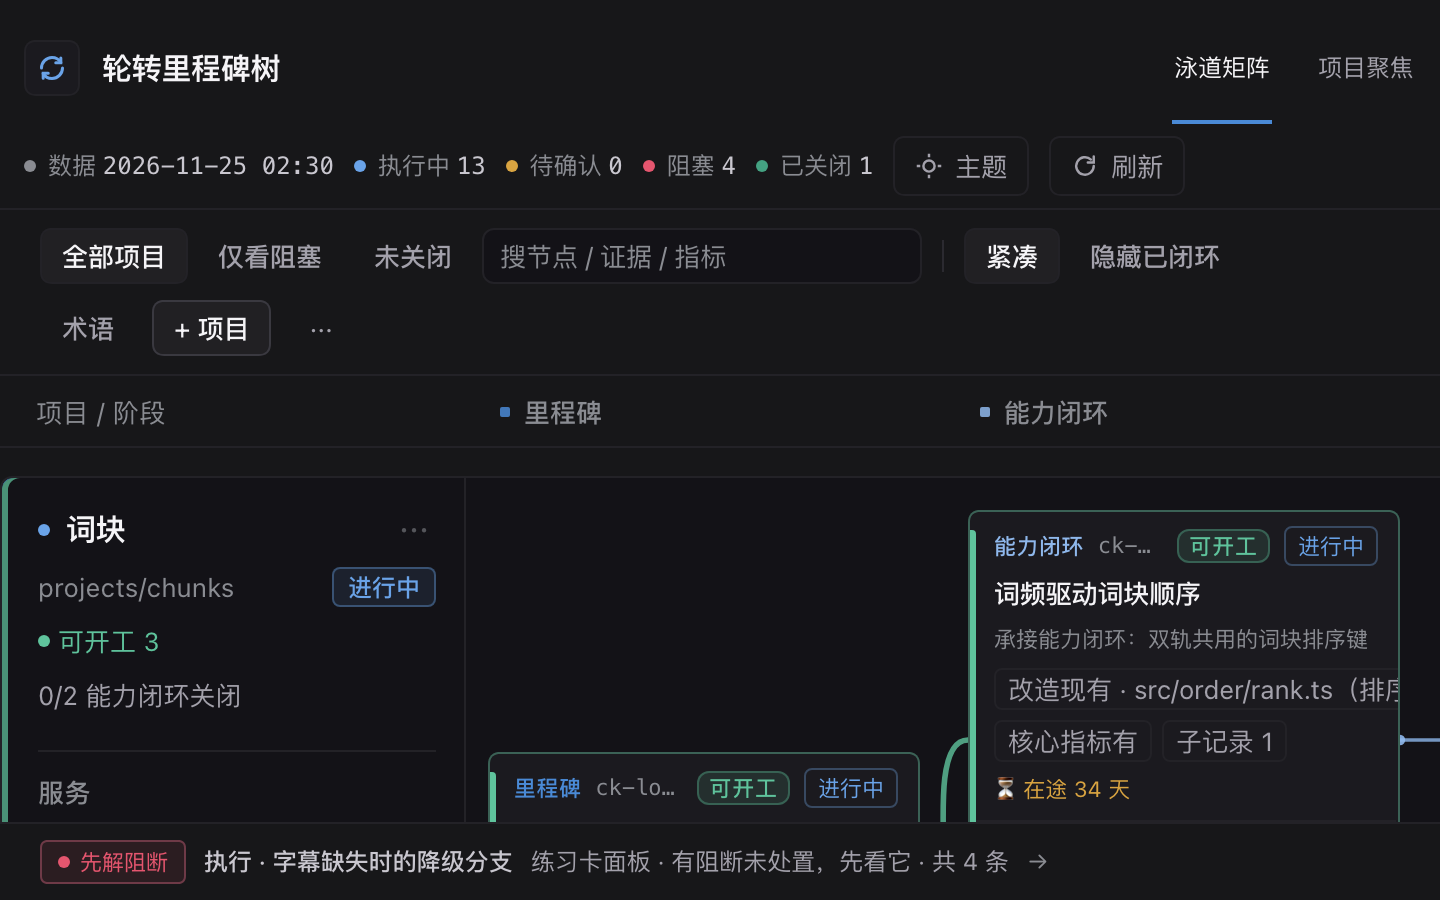 轮转里程碑树
泳道矩阵 项目聚焦
数据 2026-11-25 02:30 执行中 13 待确认 0 阻塞 4 已关闭 1 主题 刷新
全部项目 仅看阻塞 未关闭 搜节点 / 证据 / 指标 紧凑 隐藏已闭环
术语 + 项目 ···
项目 / 阶段 里程碑 能力闭环
词块 ···
projects/chunks 进行中
可开工 3
0/2 能力闭环关闭
服务
里程碑 ck-lo… 可开工 进行中
能力闭环 ck-… 可开工 进行中
词频驱动词块顺序
承接能力闭环：双轨共用的词块排序键
改造现有 · src/order/rank.ts（排序
核心指标有 子记录 1
⏳ 在途 34 天
先解阻断 执行 · 字幕缺失时的降级分支 练习卡面板 · 有阻断未处置，先看它 · 共 4 条 →